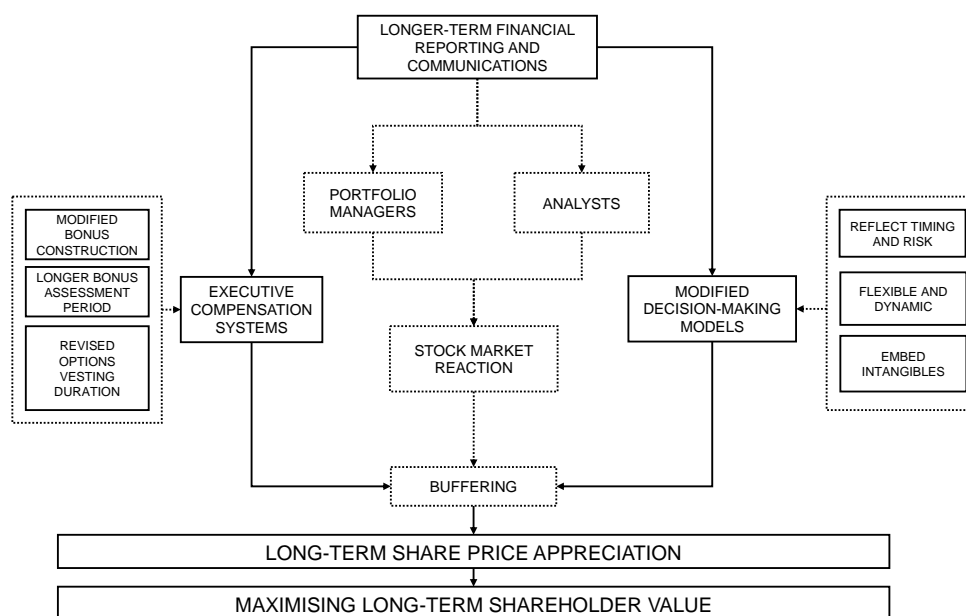 LONGER-TERM FINANCIAL
REPORTING AND
COMMUNICATIONS
PORTFOLIO
MANAGERS
ANALYSTS
MODIFIED
BONUS
CONSTRUCTION
LONGER BONUS
ASSESSMENT
PERIOD
REVISED
OPTIONS
VESTING
DURATION
EXECUTIVE
COMPENSATION
SYSTEMS
STOCK MARKET
REACTION
MODIFIED
DECISION-MAKING
MODELS
REFLECT TIMING
AND RISK
FLEXIBLE AND
DYNAMIC
EMBED
INTANGIBLES
BUFFERING
LONG-TERM SHARE PRICE APPRECIATION
MAXIMISING LONG-TERM SHAREHOLDER VALUE